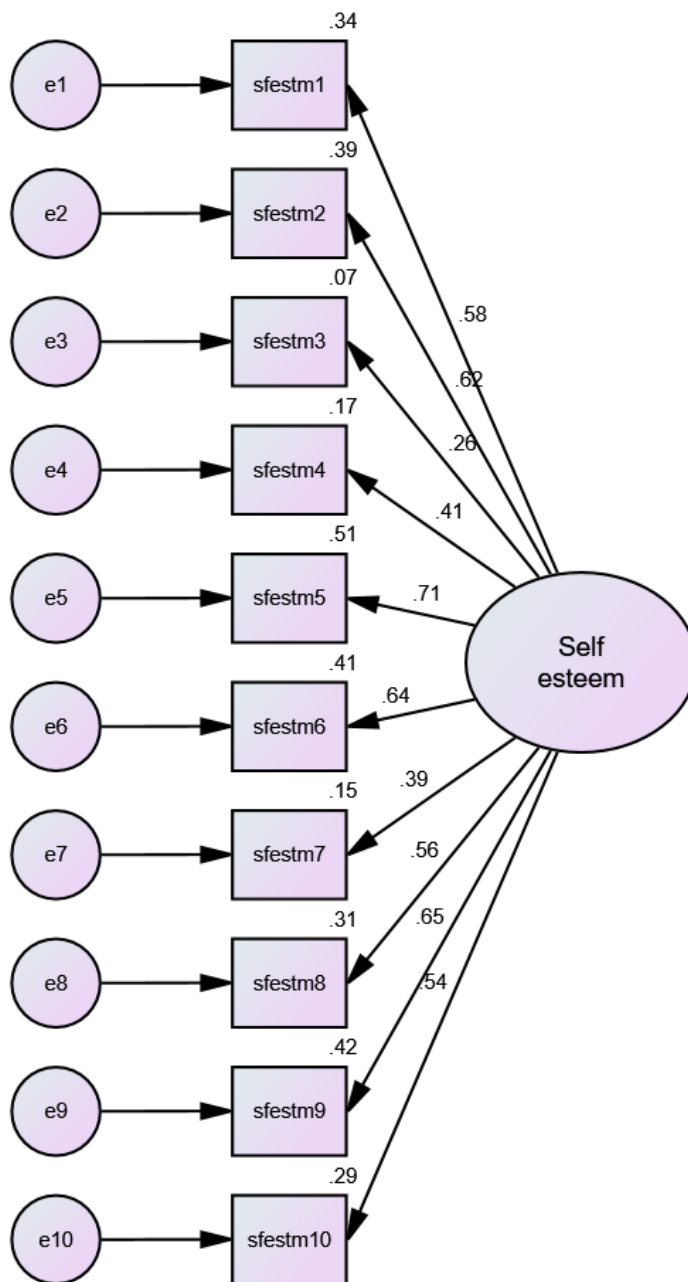 .34
e1
sfestm1
.39
e2
sfestm2
.58
.07
e3
sfestm3
.62
.17
.26
e4
sfestm4
.41
.51
e5
sfestm5
.71
Self
esteem
.41
e6
sfestm6
.64
.15
.39
e7
sfestm7
.56
.31
.65
e8
sfestm8
.54
.42
e9
sfestm9
.29
e10
sfestm10